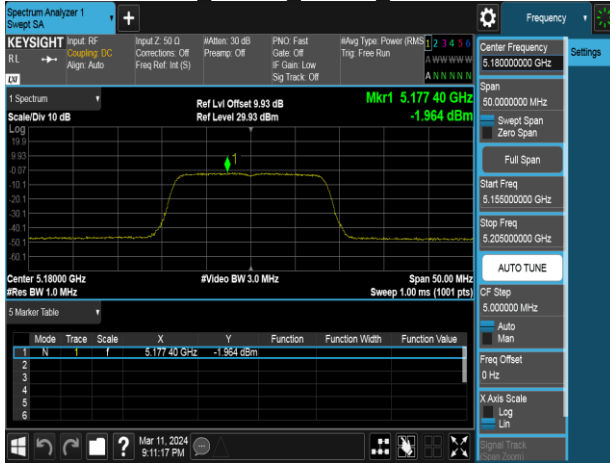 Spectrum Analyzer 1
Swept SA
+
Frequency
KEYSIGHT
RL
LXI
Input: RF
Coupling: DC
Align: Auto
Input Z: 50 Ω
Corrections: Off
Freq Ref: Int (S)
#Atten: 30 dB
Preamp: Off
PNO: Fast
Gate: Off
IF Gain: Low
Sig Track: Off
#Avg Type: Power (RMS
Trig: Free Run
1 2 3 4 5 6
A W W W W W
A N N N N N
Center Frequency
5.180000000 GHz
Settings
Span
50.0000000 MHz
Swept Span
Zero Span
Full Span
Start Freq
5.155000000 GHz
Stop Freq
5.205000000 GHz
AUTO TUNE
CF Step
5.000000 MHz
Auto
Man
Freq Offset
0 Hz
X Axis Scale
Log
Lin
Signal Track
(Span Zoom)
1 Spectrum
Scale/Div 10 dB
Ref Lvl Offset 9.93 dB
Ref Level 29.93 dBm
Mkr1 5.177 40 GHz
-1.964 dBm
Log
19.9
9.93
-0.07
-10.1
-20.1
-30.1
-40.1
-50.1
-60.1
1
Center 5.18000 GHz
#Res BW 1.0 MHz
#Video BW 3.0 MHz
Span 50.00 MHz
Sweep 1.00 ms (1001 pts)
5 Marker Table
Mode Trace Scale X Y Function Function Width Function Value
1 N 1 f 5.177 40 GHz -1.964 dBm
2
3
4
5
6
?
Mar 11, 2024
9:11:17 PM